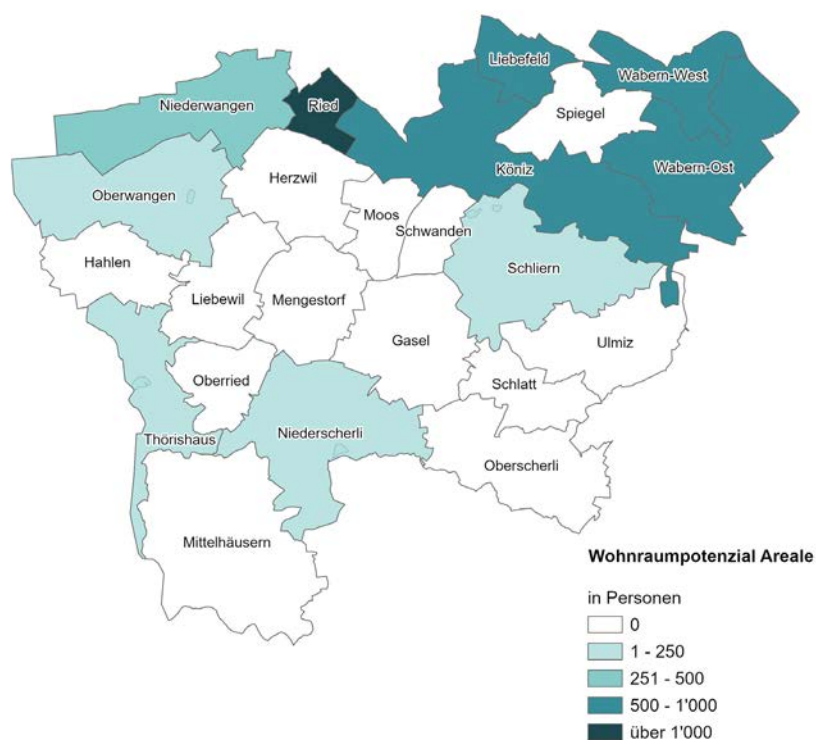 Liebefeld
Wabern-West
Niederwangen
Ried
Spiegel
Köniz
Wabern-Ost
Herzwil
Oberwangen
Moos
Schwanden
Hahlen
Schliern
Liebewil
Mengestorf
Gasel
Ulmiz
Oberried
Schlatt
Thörishaus
Niederscherli
Oberscherli
Mittelhäusern
Wohnraumpotenzial Areale
in Personen
0
1 - 250
251 - 500
500 - 1'000
über 1'000